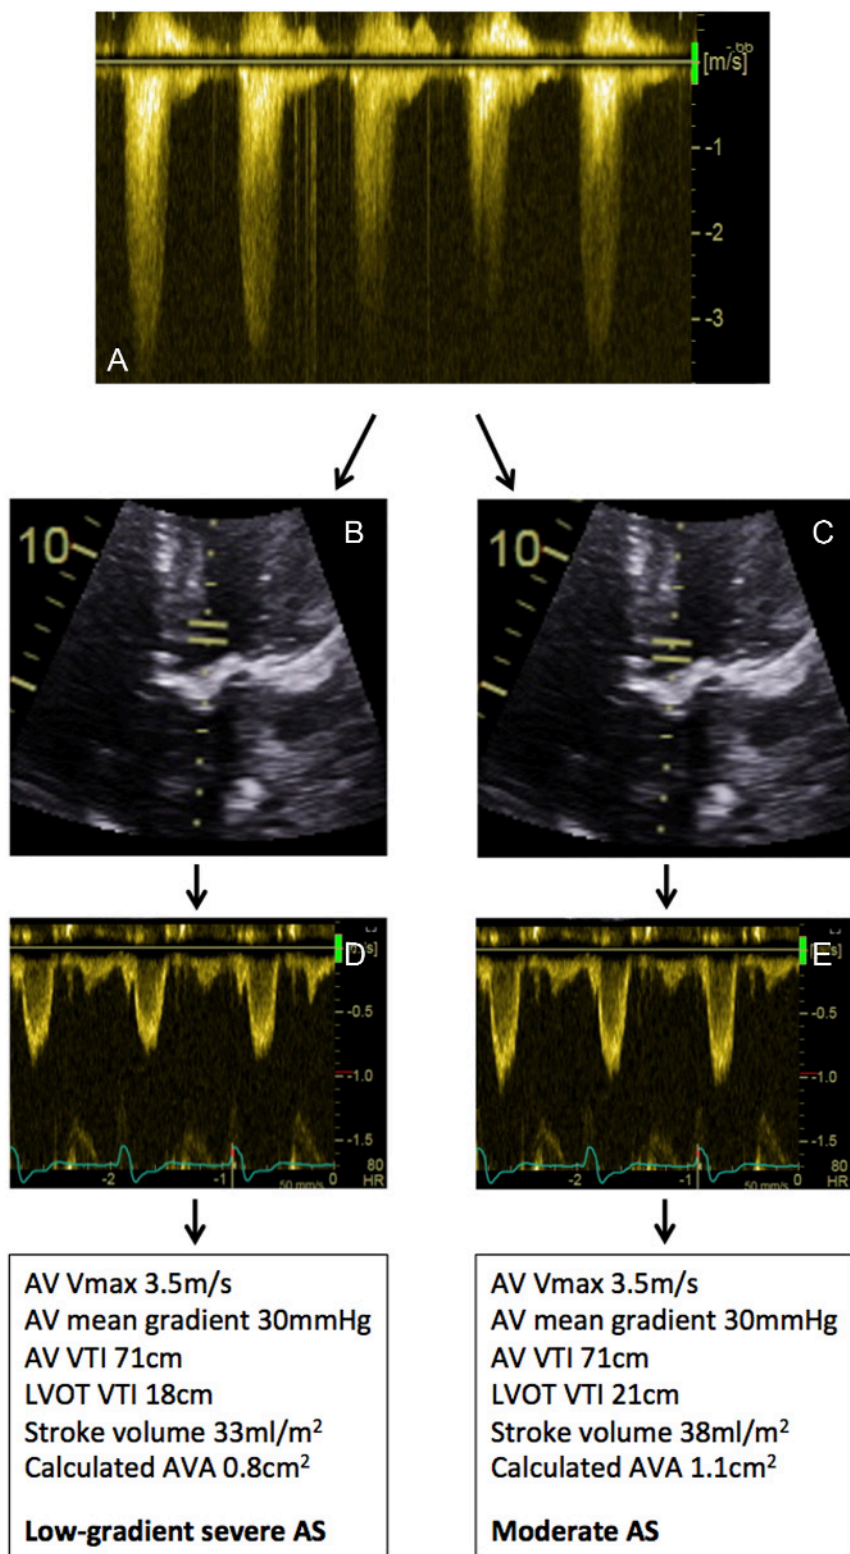 -.66
[m/s]
-1
-2
-3
A
10
B
10
C
D
-0.5
-1.0
-1.5
-2
-1
0
80
HR
50 mm/s
E
-0.5
-1.0
-1.5
-2
-1
0
80
HR
50 mm/s
AV Vmax 3.5m/s
AV mean gradient 30mmHg
AV VTI 71cm
LVOT VTI 18cm
Stroke volume 33ml/m²
Calculated AVA 0.8cm²
Low-gradient severe AS
AV Vmax 3.5m/s
AV mean gradient 30mmHg
AV VTI 71cm
LVOT VTI 21cm
Stroke volume 38ml/m²
Calculated AVA 1.1cm²
Moderate AS